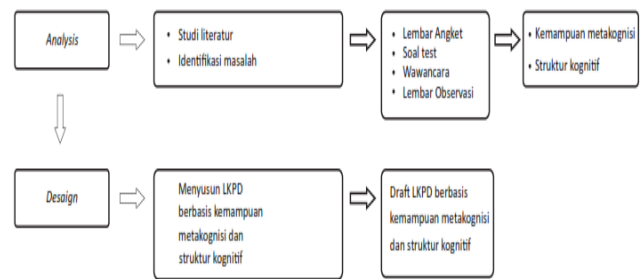 Analysis
• Studi literatur
• Identifikasi masalah
• Lembar Angket
• Soal test
• Wawancara
• Lembar Observasi
• Kemampuan metakognisi
• Struktur kognitif
Desaign
Menyusun LKPD
berbasis kemampuan
metakognisi dan
struktur kognitif
Draft LKPD berbasis
kemampuan metakognisi
dan struktur kognitif